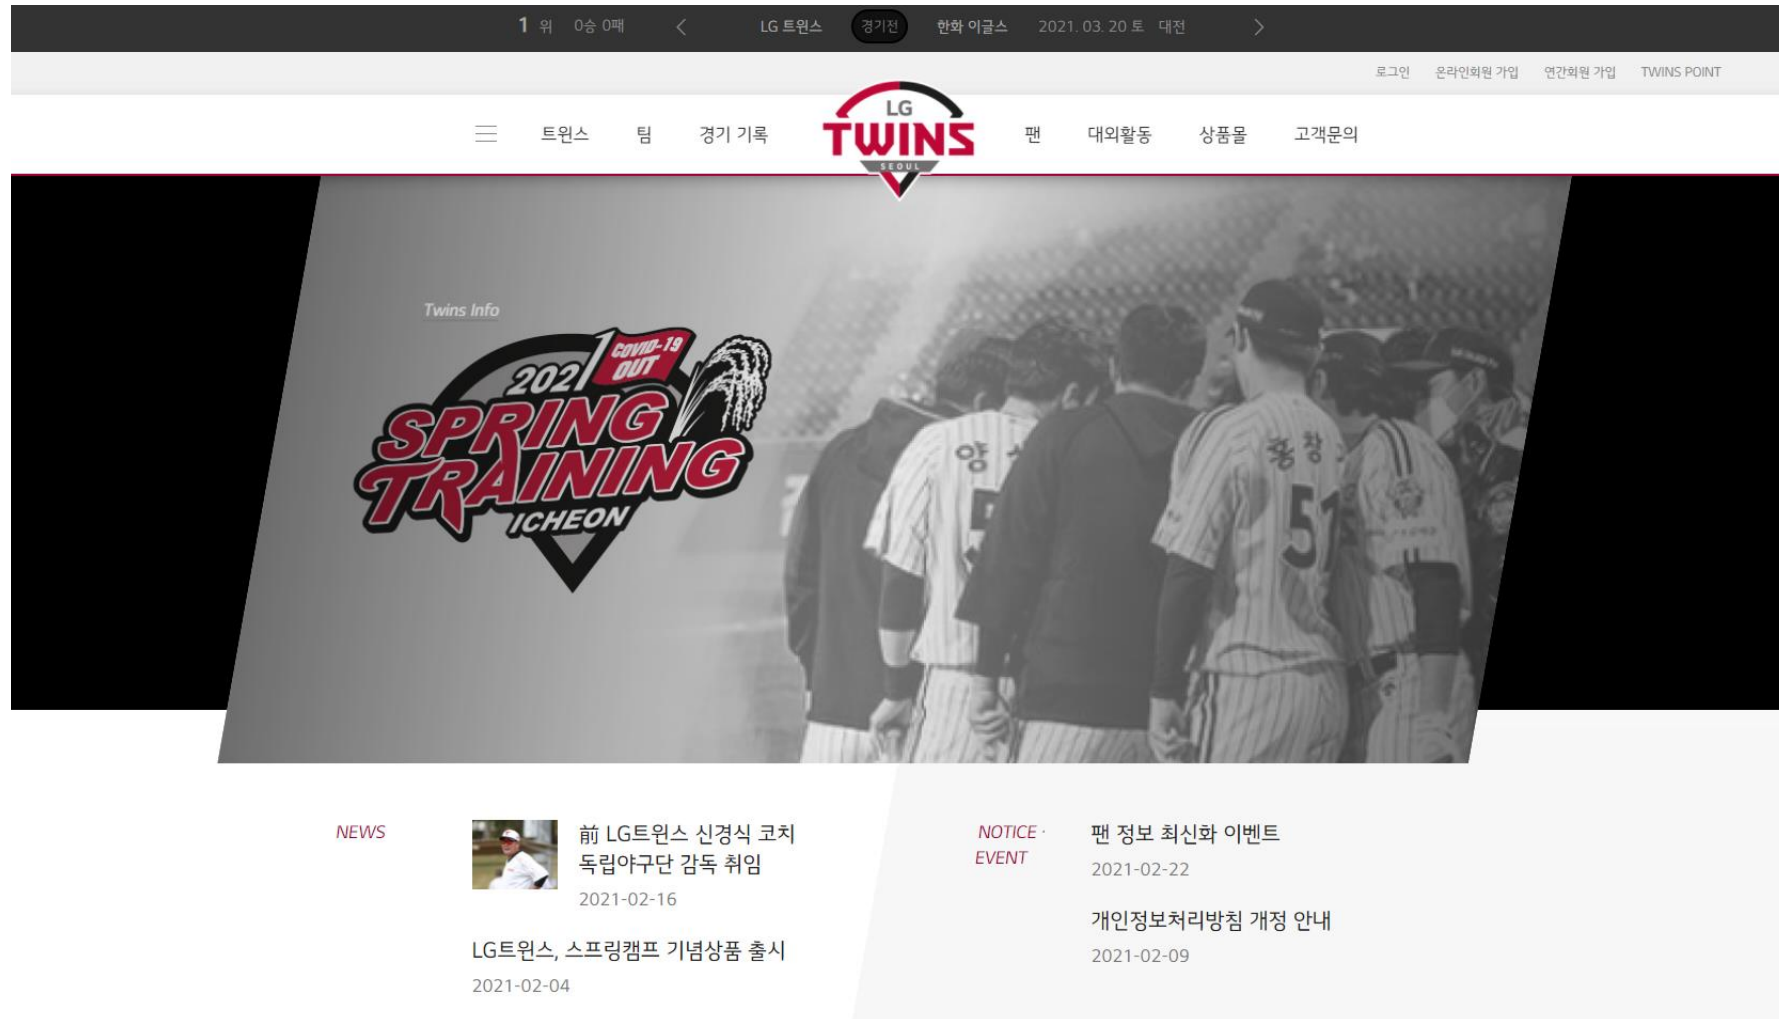 1 위 0승 0패 LG 트윈스 경기전 한화 이글스 2021. 03. 20 토 대전
로그인 온라인회원 가입 연간회원 가입 TWINS POINT
트윈스 팀 경기 기록 팬 대외활동 상품몰 고객문의
LG
TWINS
SEOUL
Twins Info
2021 COVID-19
OUT
SPRING
TRAINING
ICHEON
양
5
홍창
51
NEWS
前 LG트윈스 신경식 코치
독립야구단 감독 취임
2021-02-16
LG트윈스, 스프링캠프 기념상품 출시
2021-02-04
NOTICE ·
EVENT
팬 정보 최신화 이벤트
2021-02-22
개인정보처리방침 개정 안내
2021-02-09